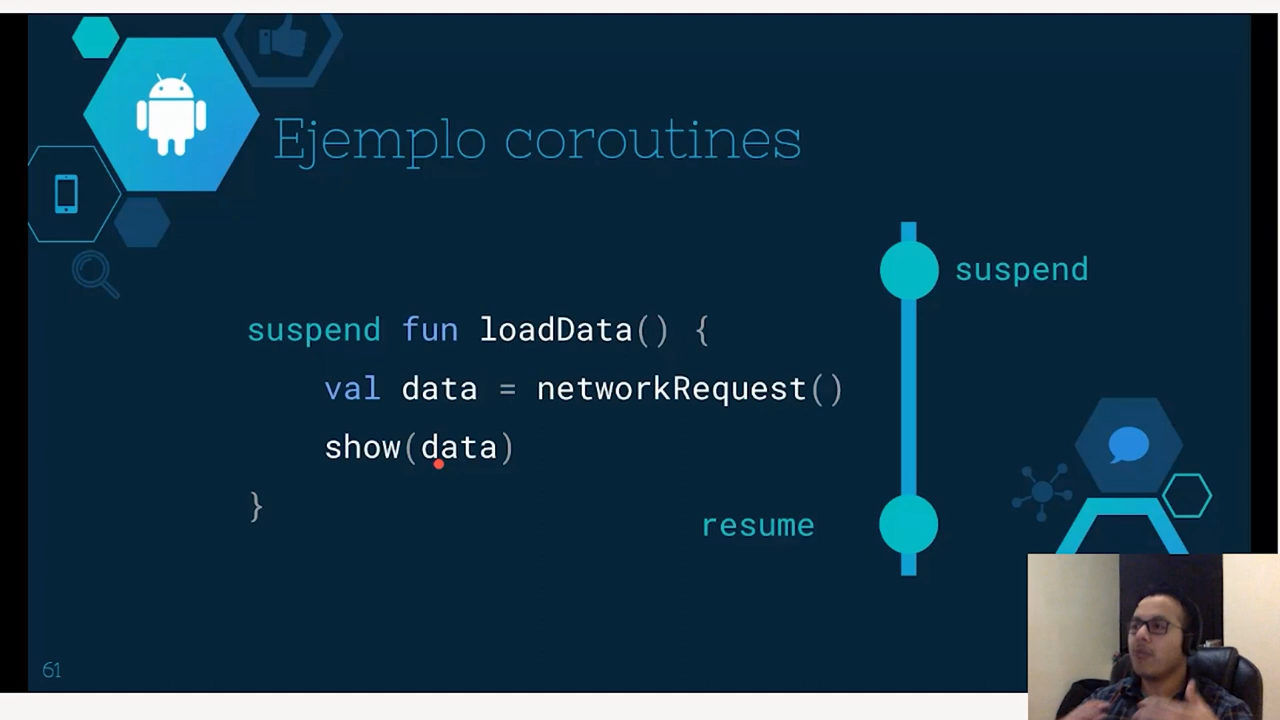 Ejemplo coroutines
suspend
suspend fun loadData() {
val data = networkRequest()
show(data)
}
resume
61